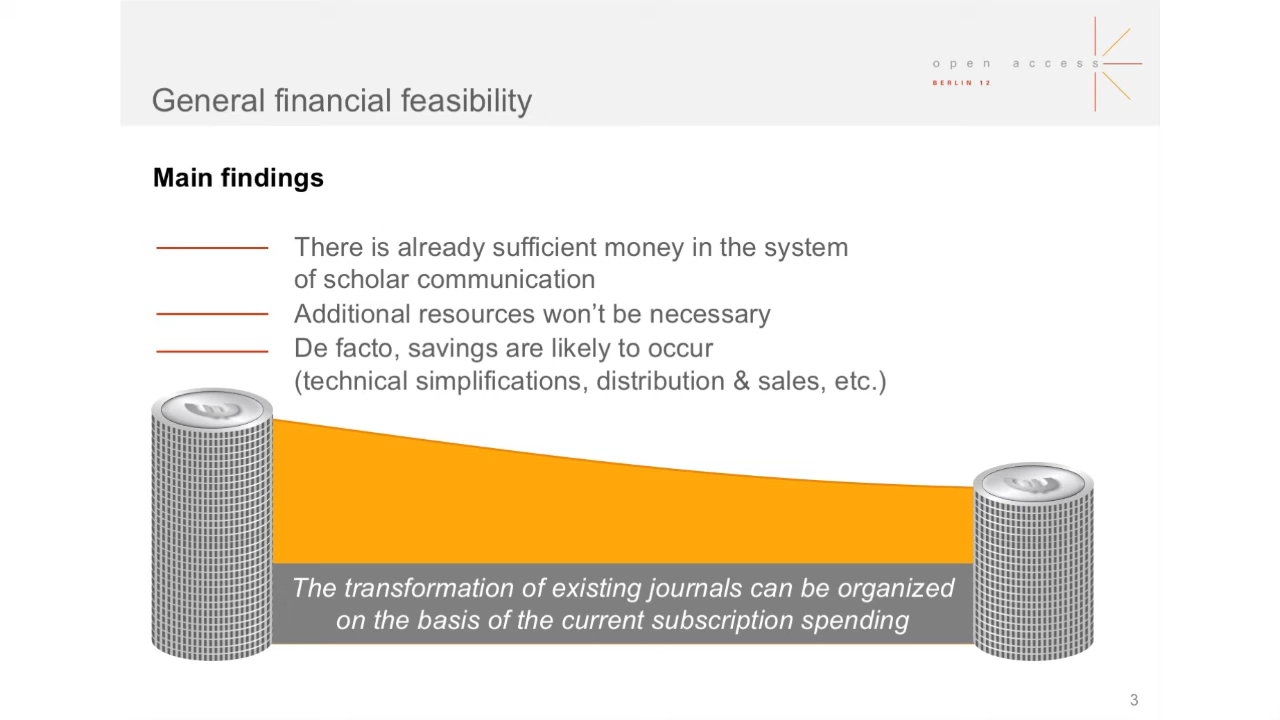 open access
BERLIN 12
General financial feasibility
Main findings
There is already sufficient money in the system
of scholar communication
Additional resources won’t be necessary
De facto, savings are likely to occur
(technical simplifications, distribution & sales, etc.)
The transformation of existing journals can be organized
on the basis of the current subscription spending
3